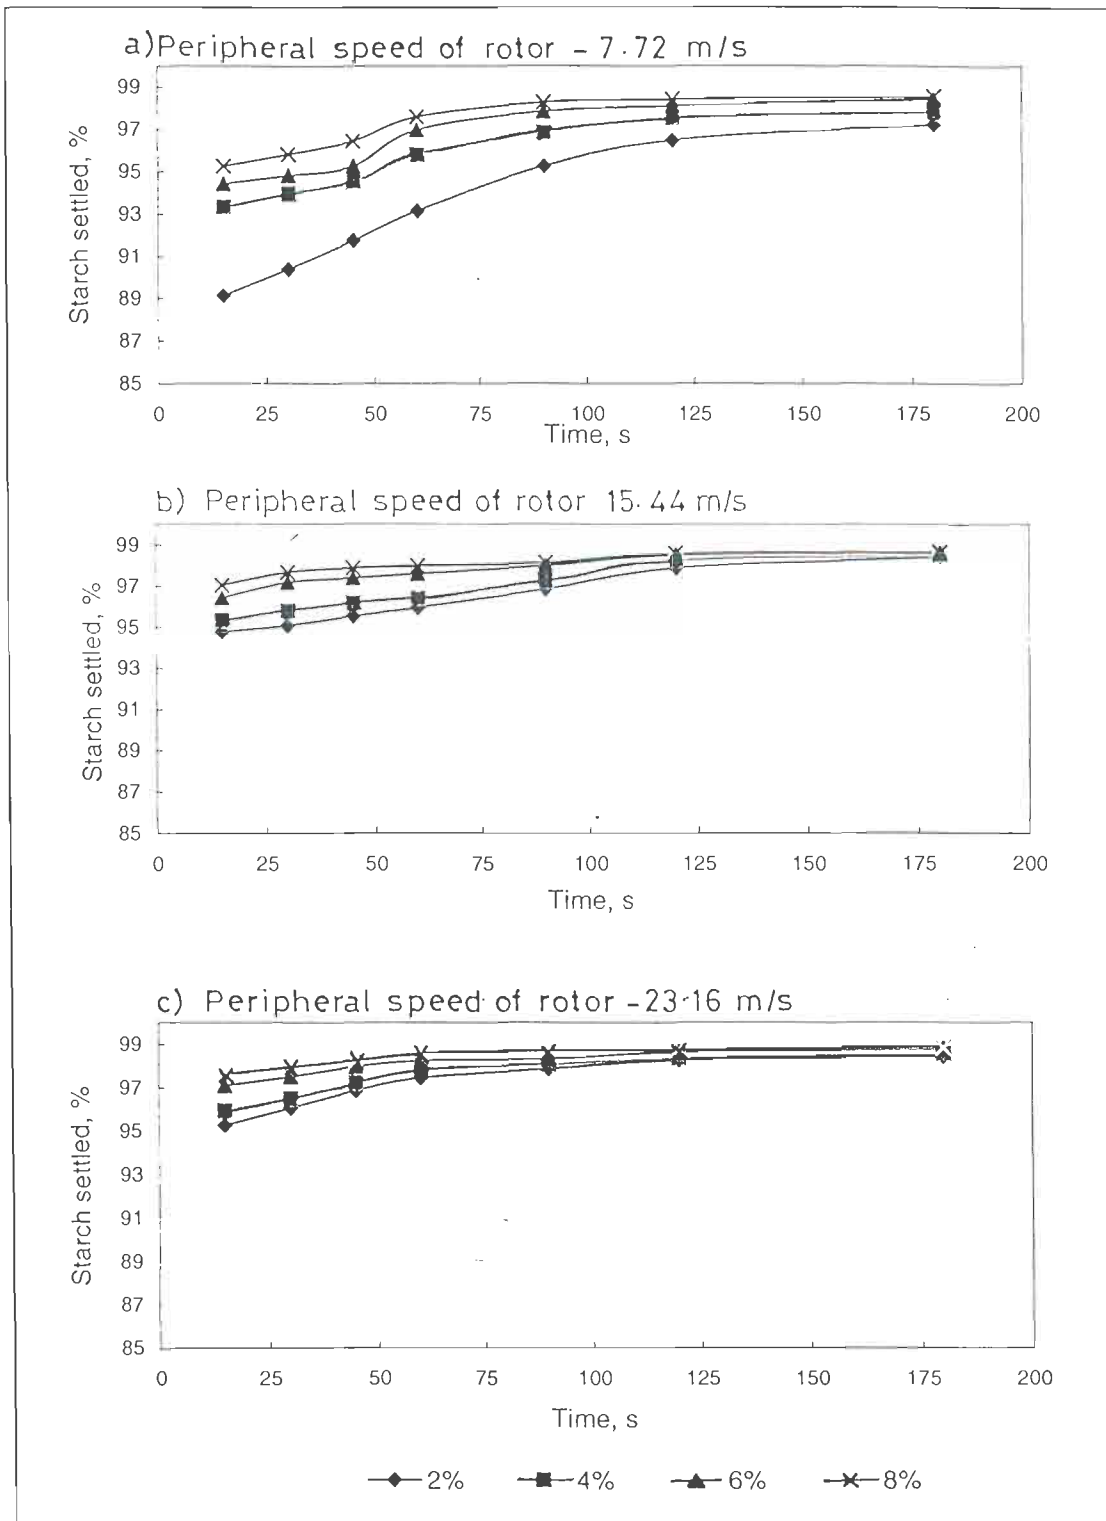 a) Peripheral speed of rotor - 7.72 m/s
99
97
95
93
91
89
87
85
Starch settled, %
0 25 50 75 100 125 150 175 200
Time, s
b) Peripheral speed of rotor 15.44 m/s
99
97
95
93
91
89
87
85
Starch settled, %
0 25 50 75 100 125 150 175 200
Time, s
c) Peripheral speed of rotor -23.16 m/s
99
97
95
93
91
89
87
85
Starch settled, %
0 25 50 75 100 125 150 175 200
Time, s
2% 4% 6% 8%